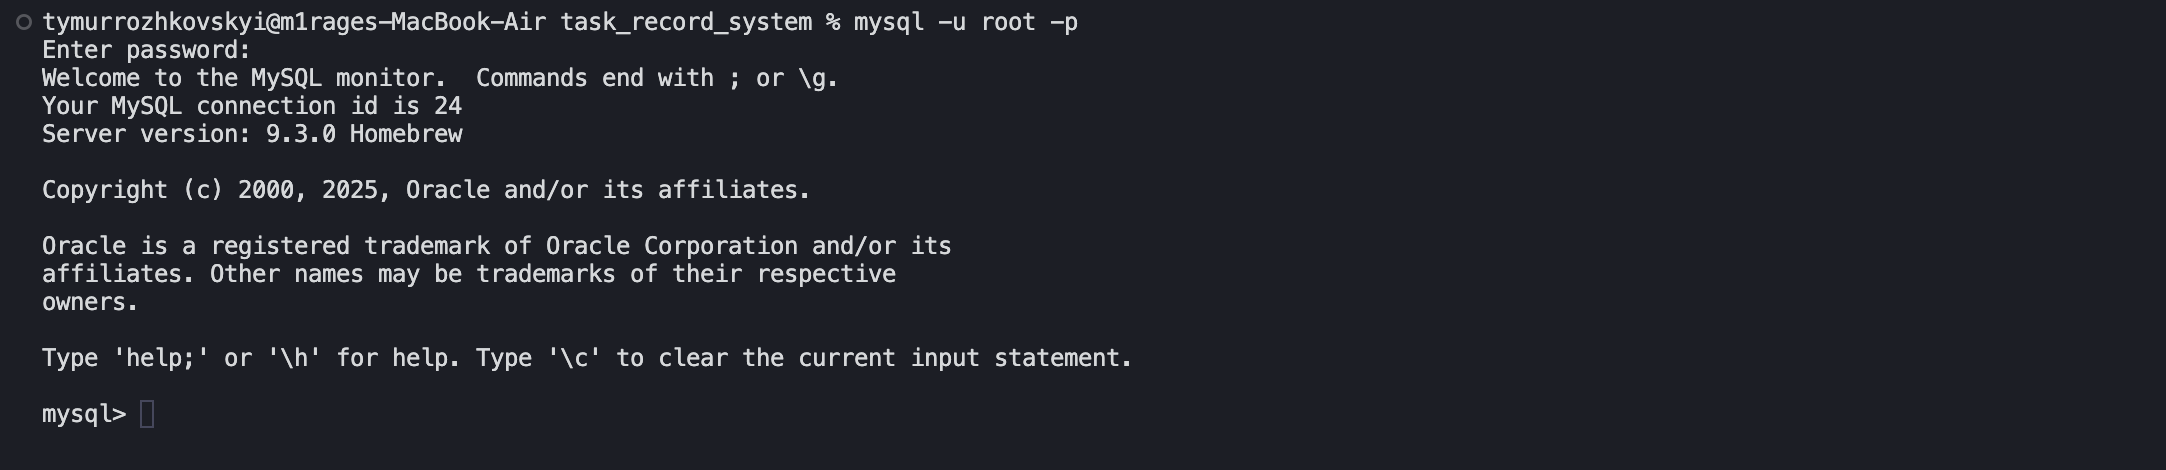 tymurrozhkovskyi@m1rages-MacBook-Air task_record_system % mysql -u root -p
Enter password:
Welcome to the MySQL monitor.  Commands end with ; or \g.
Your MySQL connection id is 24
Server version: 9.3.0 Homebrew

Copyright (c) 2000, 2025, Oracle and/or its affiliates.

Oracle is a registered trademark of Oracle Corporation and/or its
affiliates. Other names may be trademarks of their respective
owners.

Type 'help;' or '\h' for help. Type '\c' to clear the current input statement.

mysql>